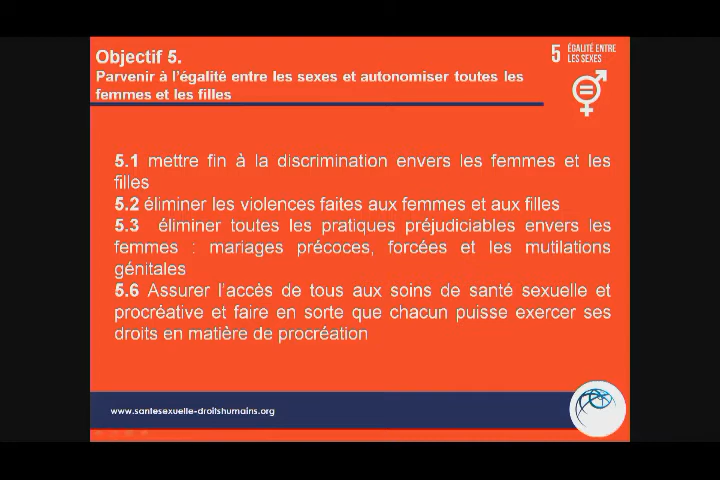 Objectif 5.
Parvenir à l'égalité entre les sexes et autonomiser toutes les
femmes et les filles
5 ÉGALITÉ ENTRE
LES SEXES
5.1 mettre fin à la discrimination envers les femmes et les
filles
5.2 éliminer les violences faites aux femmes et aux filles
5.3 éliminer toutes les pratiques préjudiciables envers les
femmes : mariages précoces, forcées et les mutilations
génitales
5.6 Assurer l'accès de tous aux soins de santé sexuelle et
procréative et faire en sorte que chacun puisse exercer ses
droits en matière de procréation
www.santesexuelle-droitshumains.org